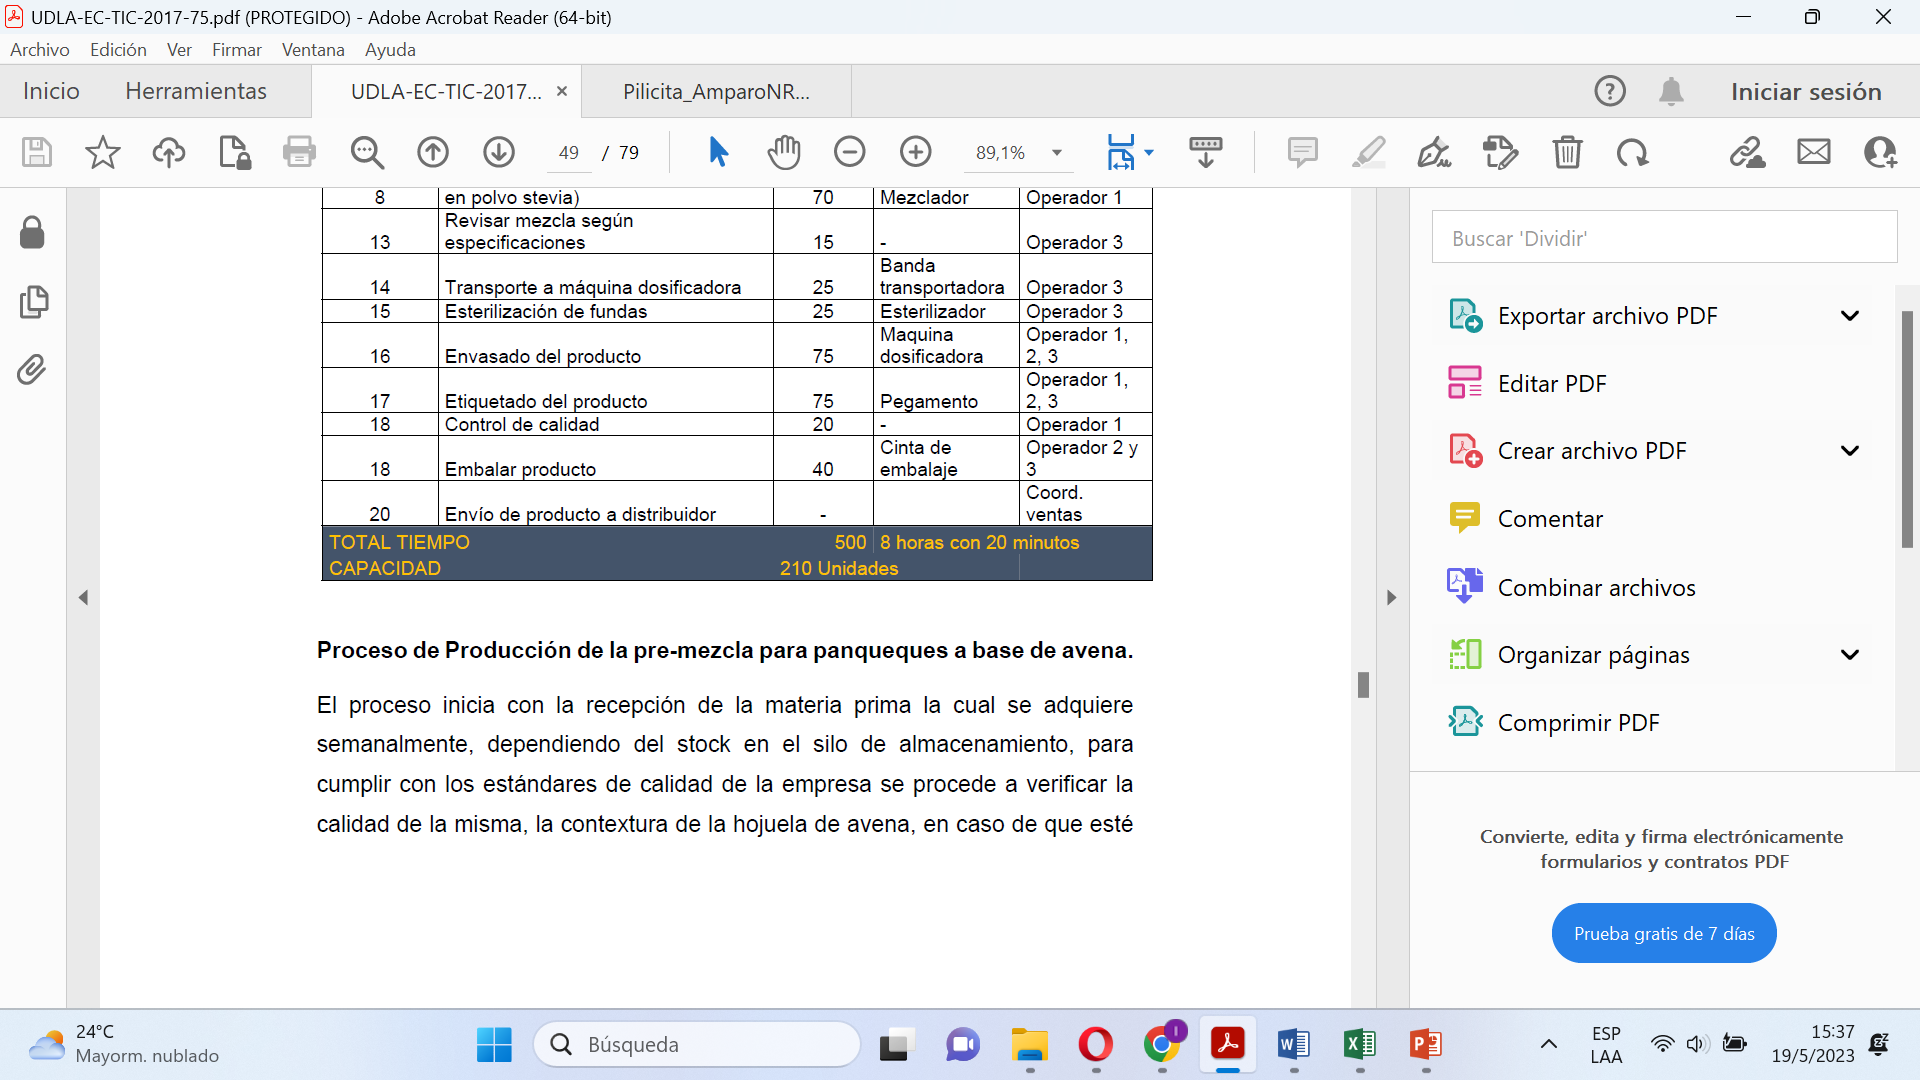 UDLA-EC-TIC-2017-75.pdf (PROTEGIDO) - Adobe Acrobat Reader (64-bit)
Archivo Edición Ver Firmar Ventana Ayuda
Inicio Herramientas UDLA-EC-TIC-2017... × Pilicita_AmparoNR... Iniciar sesión
49 / 79 89,1%
8 en polvo stevia) 70 Mezclador Operador 1
Revisar mezcla según
13 especificaciones 15 - Operador 3
Banda
14 Transporte a máquina dosificadora 25 transportadora Operador 3
15 Esterilización de fundas 25 Esterilizador Operador 3
Maquina Operador 1,
16 Envasado del producto 75 dosificadora 2, 3
Operador 1,
17 Etiquetado del producto 75 Pegamento 2, 3
18 Control de calidad 20 - Operador 1
Cinta de Operador 2 y
18 Embalar producto 40 embalaje 3
Coord.
20 Envío de producto a distribuidor - ventas
TOTAL TIEMPO 500 8 horas con 20 minutos
CAPACIDAD 210 Unidades
Proceso de Producción de la pre-mezcla para panqueques a base de avena.
El proceso inicia con la recepción de la materia prima la cual se adquiere
semanalmente, dependiendo del stock en el silo de almacenamiento, para
cumplir con los estándares de calidad de la empresa se procede a verificar la
calidad de la misma, la contextura de la hojuela de avena, en caso de que esté
Buscar 'Dividir'
Exportar archivo PDF
Editar PDF
Crear archivo PDF
Comentar
Combinar archivos
Organizar páginas
Comprimir PDF
Convierte, edita y firma electrónicamente
formularios y contratos PDF
Prueba gratis de 7 días
24°C
Mayorm. nublado
Búsqueda
I
ESP
LAA
15:37
19/5/2023